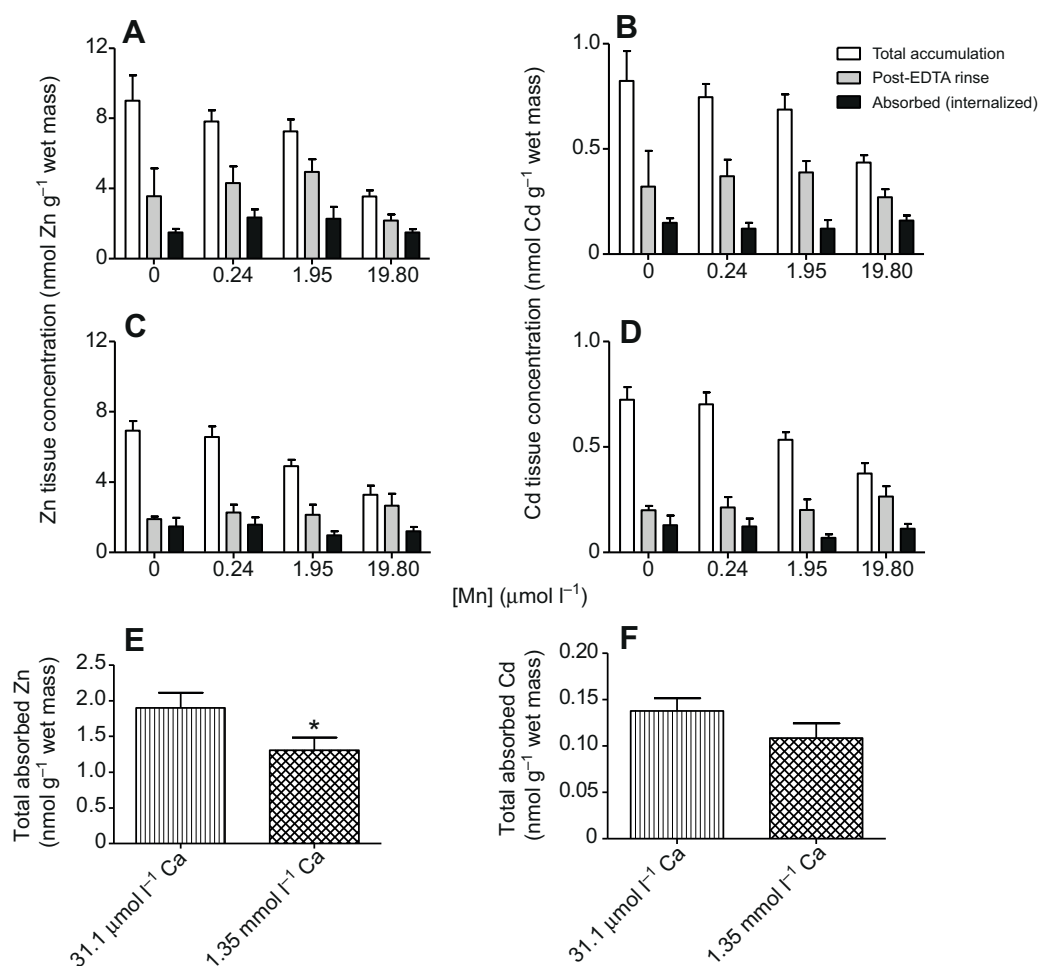 A
12
8
4
0
0 0.24 1.95 19.80
B
1.0
0.5
0
0 0.24 1.95 19.80
Total accumulation
Post-EDTA rinse
Absorbed (internalized)
Zn tissue concentration (nmol Zn g⁻¹ wet mass)
Cd tissue concentration (nmol Cd g⁻¹ wet mass)
C
12
8
4
0
0 0.24 1.95 19.80
D
1.0
0.5
0
0 0.24 1.95 19.80
[Mn] (μmol l⁻¹)
E
Total absorbed Zn
(nmol g⁻¹ wet mass)
2.5
2.0
1.5
1.0
0.5
0
*
31.1 μmol l⁻¹ Ca
1.35 mmol l⁻¹ Ca
F
Total absorbed Cd
(nmol g⁻¹ wet mass)
0.20
0.15
0.10
0.05
0
31.1 μmol l⁻¹ Ca
1.35 mmol l⁻¹ Ca